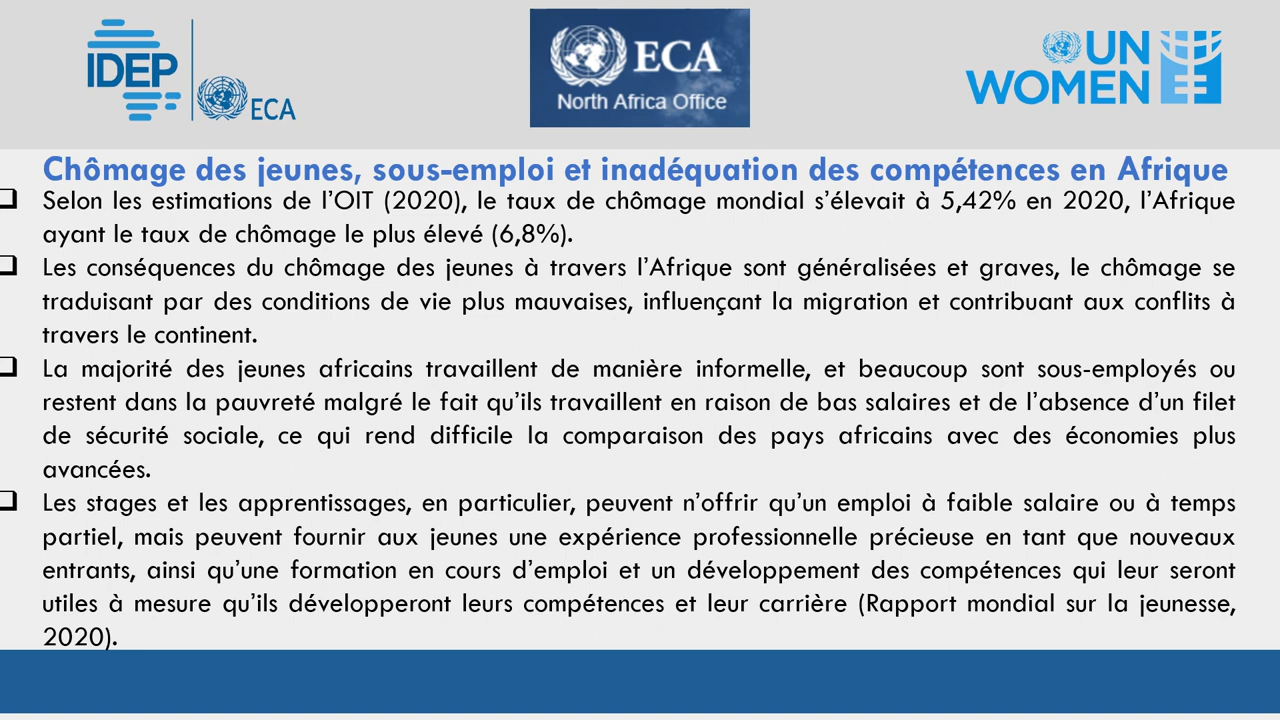 IDEP
ECA
ECA
North Africa Office
UN
WOMEN
Chômage des jeunes, sous-emploi et inadéquation des compétences en Afrique
Selon les estimations de l’OIT (2020), le taux de chômage mondial s’élevait à 5,42% en 2020, l’Afrique
ayant le taux de chômage le plus élevé (6,8%).
Les conséquences du chômage des jeunes à travers l’Afrique sont généralisées et graves, le chômage se
traduisant par des conditions de vie plus mauvaises, influençant la migration et contribuant aux conflits à
travers le continent.
La majorité des jeunes africains travaillent de manière informelle, et beaucoup sont sous-employés ou
restent dans la pauvreté malgré le fait qu’ils travaillent en raison de bas salaires et de l’absence d’un filet
de sécurité sociale, ce qui rend difficile la comparaison des pays africains avec des économies plus
avancées.
Les stages et les apprentissages, en particulier, peuvent n’offrir qu’un emploi à faible salaire ou à temps
partiel, mais peuvent fournir aux jeunes une expérience professionnelle précieuse en tant que nouveaux
entrants, ainsi qu’une formation en cours d’emploi et un développement des compétences qui leur seront
utiles à mesure qu’ils développeront leurs compétences et leur carrière (Rapport mondial sur la jeunesse,
2020).